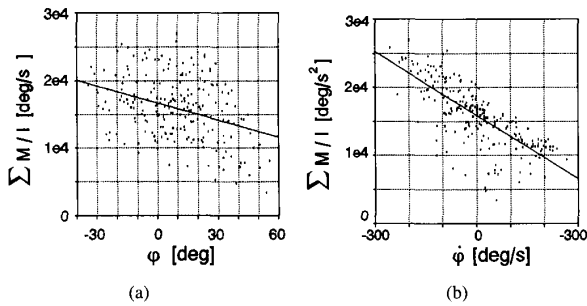 3e4
2e4
1e4
0
∑ M / I [deg/s]
-30 0 30 60
φ [deg]
(a)
3e4
2e4
1e4
0
∑ M / I [deg/s²]
-300 0 -300
φ̇ [deg/s]
(b)